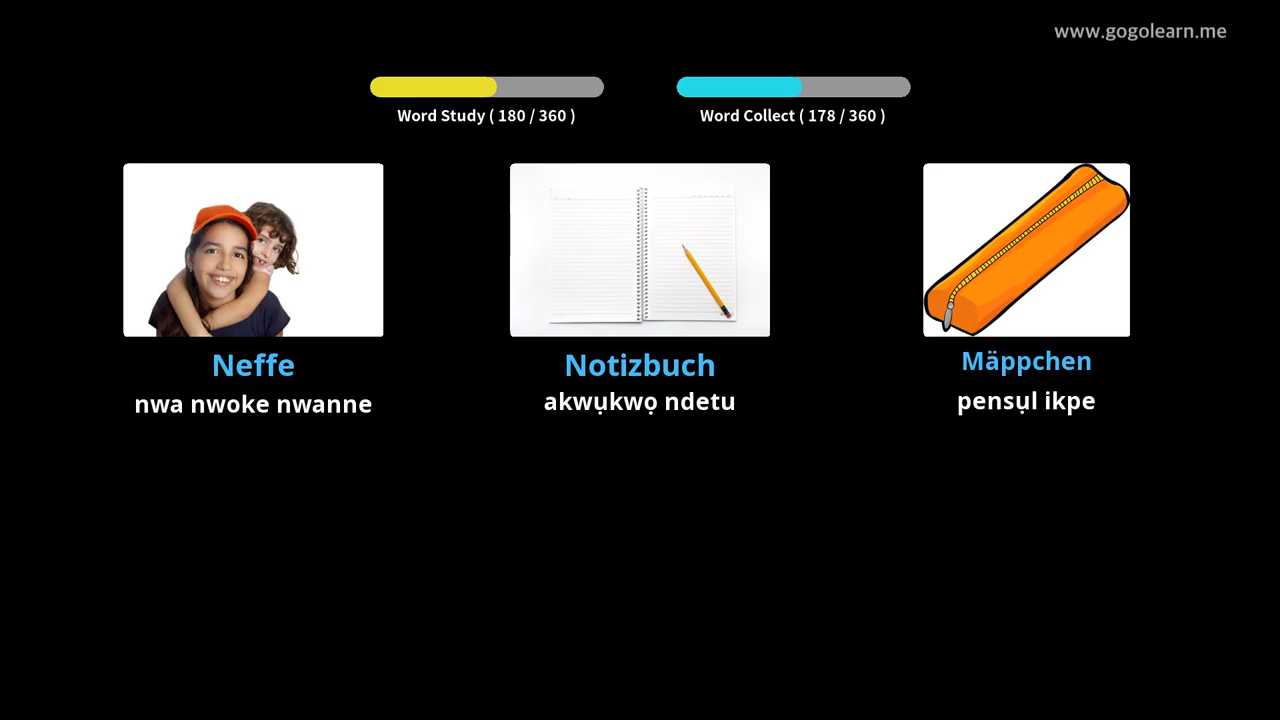 www.gogolearn.me
Word Study ( 180 / 360 )
Word Collect ( 178 / 360 )
Neffe
nwa nwoke nwanne
Notizbuch
akwụkwọ ndetu
Mäppchen
pensụl ikpe